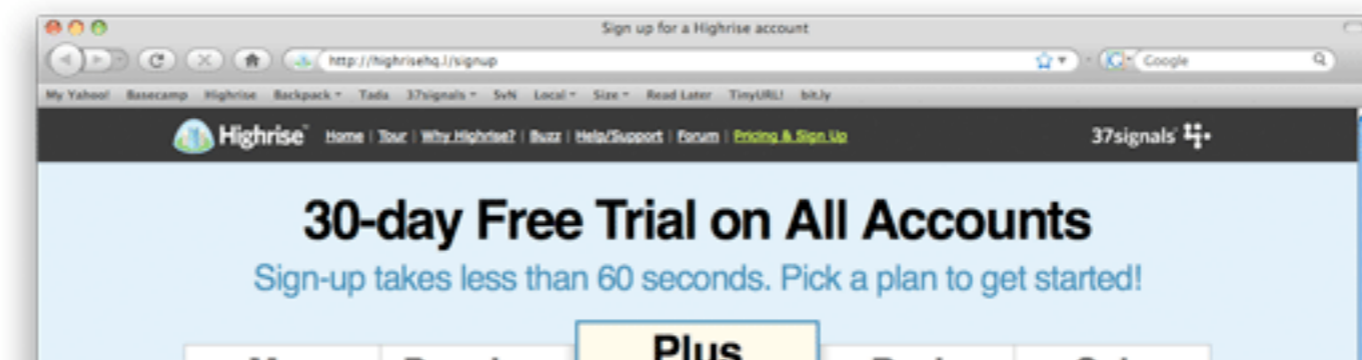 Sign up for a Highrise account
http://highrisehq.l/signup
Google
My Yahoo! Basecamp Highrise Backpack Tada 37signals SvN Local Size Read Later TinyURL! bit.ly
Highrise Home | Tour | Why Highrise? | Buzz | Help/Support | Forum | Pricing & Sign Up 37signals
30-day Free Trial on All Accounts
Sign-up takes less than 60 seconds. Pick a plan to get started!
Plus